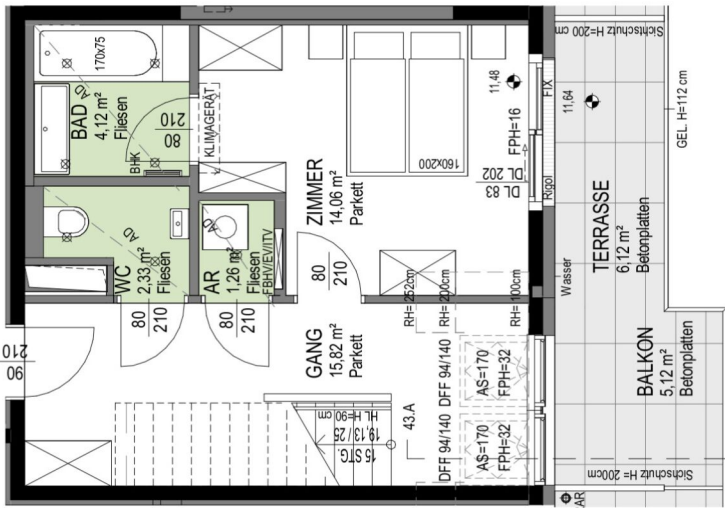 170x75
AD
BAD
4,12 m²
Fliesen
80
210
BHK
KLIMAGERÄT
ZIMMER
14,06 m²
Parkett
160x200
11,48
FPH=16
DL 202
DL 83
FIX
Rigol
11,64
Sichtschutz H=200 cm
GEL. H=112 cm
TERRASSE
6,12 m²
Betonplatten
Wasser
AD
WC
2,33 m²
Fliesen
80
210
AD
AR
1,26 m²
Fliesen
FBHV/EV/ITV
80
210
80
210
90
210
GANG
15,82 m²
Parkett
RH= 252cm
RH= 200cm
RH= 100cm
DFF 94/140
AS=170
FPH=32
DFF 94/140
AS=170
FPH=32
43.A
15 STG.
19,13 / 25
HL H=90 cm
BALKON
5,12 m²
Betonplatten
Sichschutz H= 200cm
AR